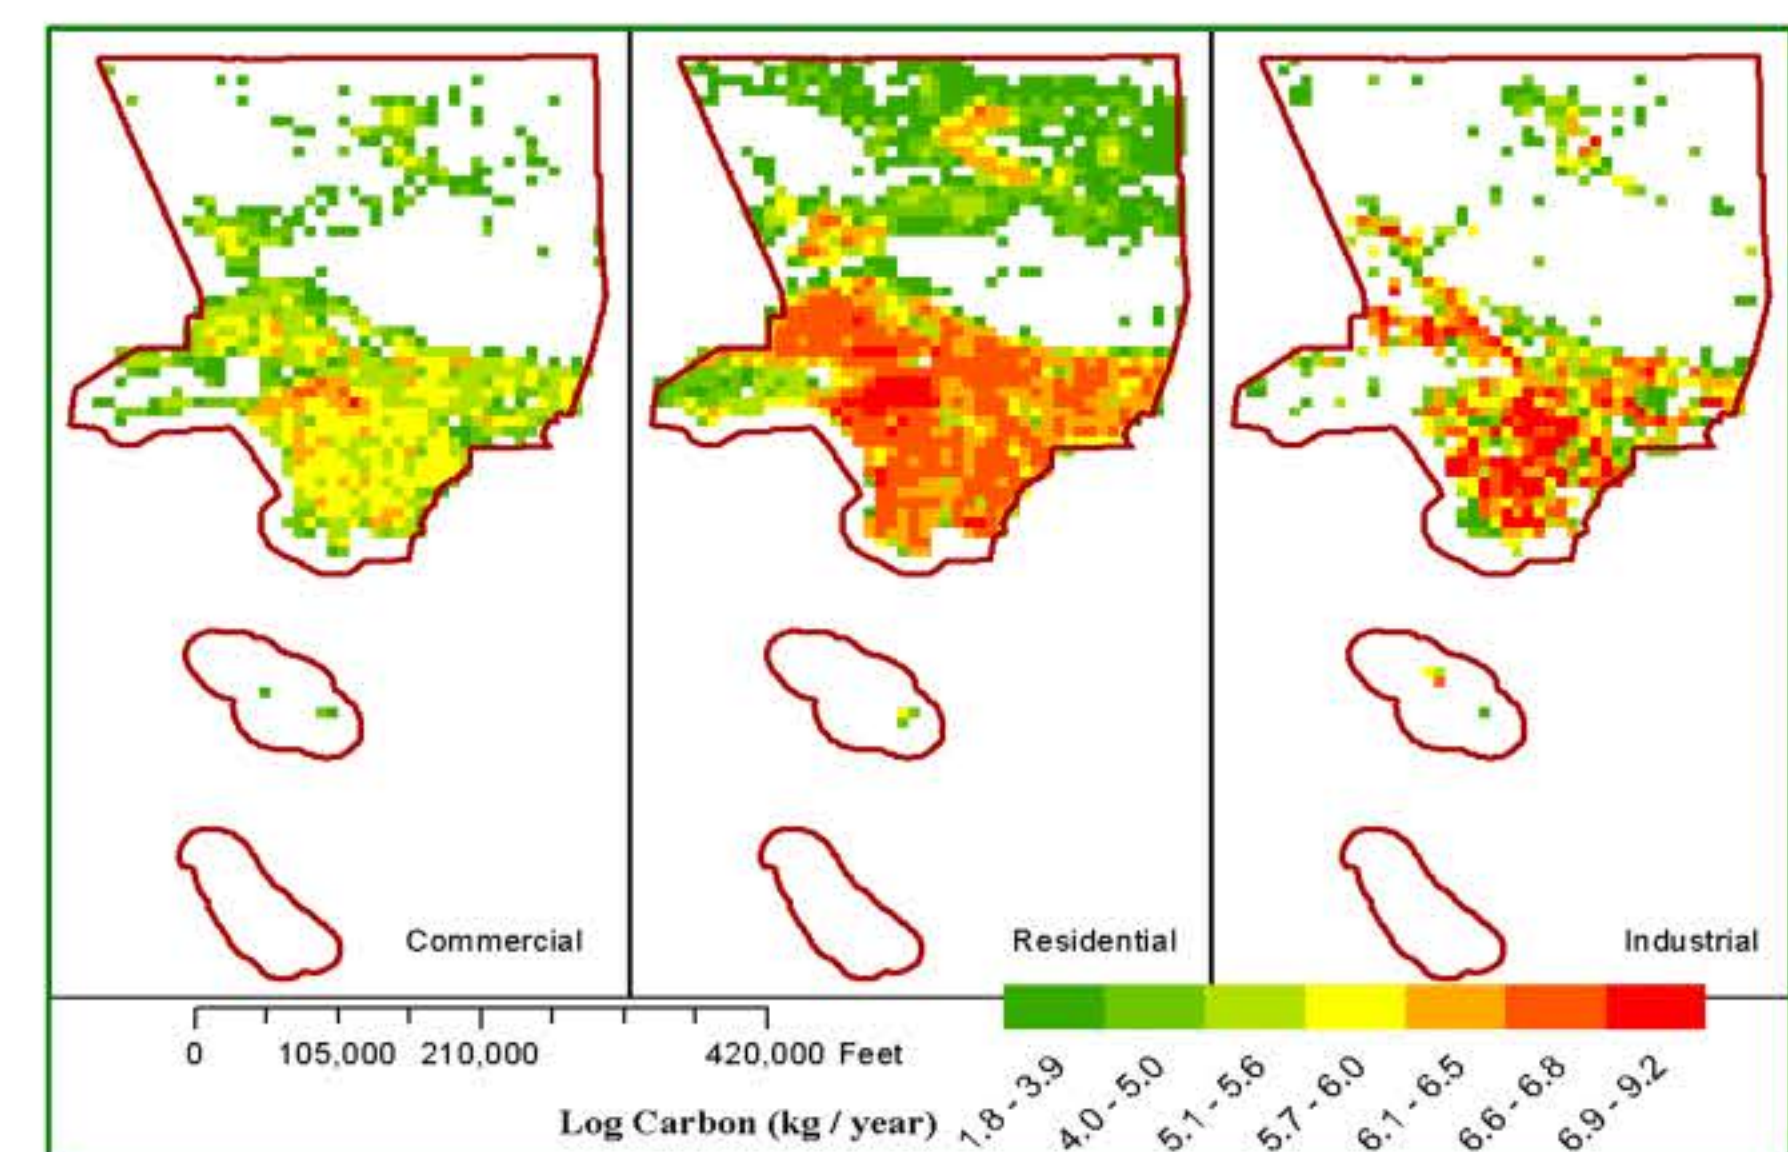 Commercial
Residential
Industrial
0 105,000 210,000 420,000 Feet
Log Carbon (kg / year)
1.8 - 3.9
4.0 - 5.0
5.1 - 5.6
5.7 - 6.0
6.1 - 6.5
6.6 - 6.8
6.9 - 9.2